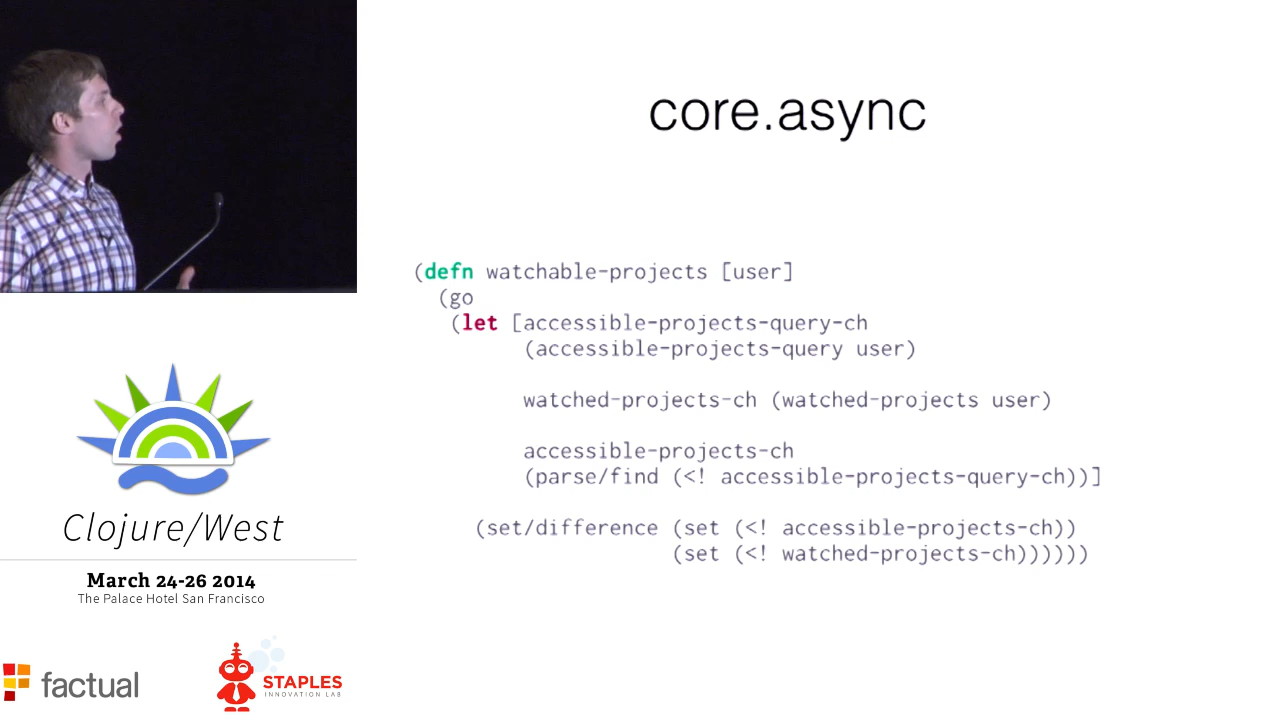 core.async
(defn watchable-projects [user]
(go
(let [accessible-projects-query-ch
(accessible-projects-query user)
watched-projects-ch (watched-projects user)
accessible-projects-ch
(parse/find (<! accessible-projects-query-ch))]
(set/difference (set (<! accessible-projects-ch))
(set (<! watched-projects-ch))))))
Clojure/West
March 24-26 2014
The Palace Hotel San Francisco
factual
STAPLES
INNOVATION LAB